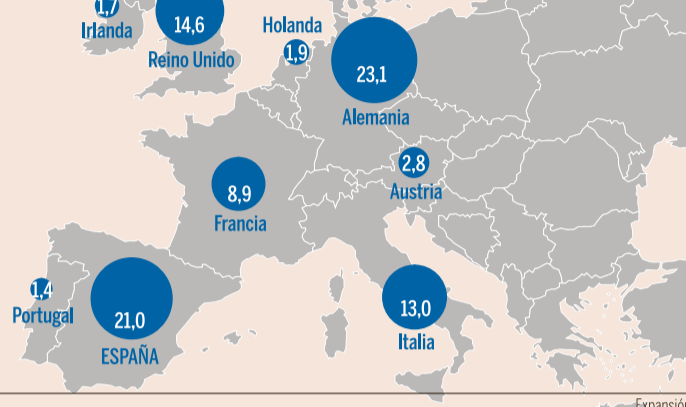 1,7
Irlanda
14,6
Reino Unido
Holanda
1,9
23,1
Alemania
2,8
Austria
8,9
Francia
1,4
Portugal
21,0
ESPAÑA
13,0
Italia
Expansión